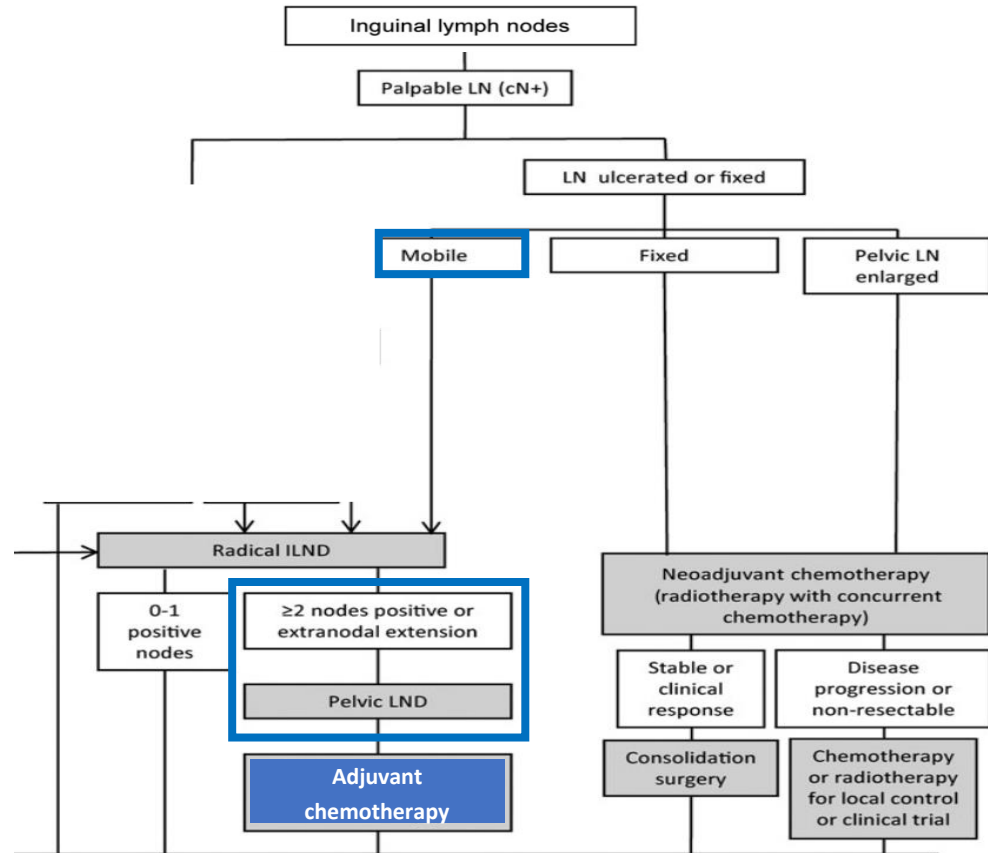 Inguinal lymph nodes
Palpable LN (cN+)
LN ulcerated or fixed
Mobile
Fixed
Pelvic LN
enlarged
Radical ILND
0-1
positive
nodes
≥2 nodes positive or
extranodal extension
Pelvic LND
Adjuvant
chemotherapy
Neoadjuvant chemotherapy
(radiotherapy with concurrent
chemotherapy)
Stable or
clinical
response
Disease
progression or
non-resectable
Consolidation
surgery
Chemotherapy
or radiotherapy
for local control
or clinical trial